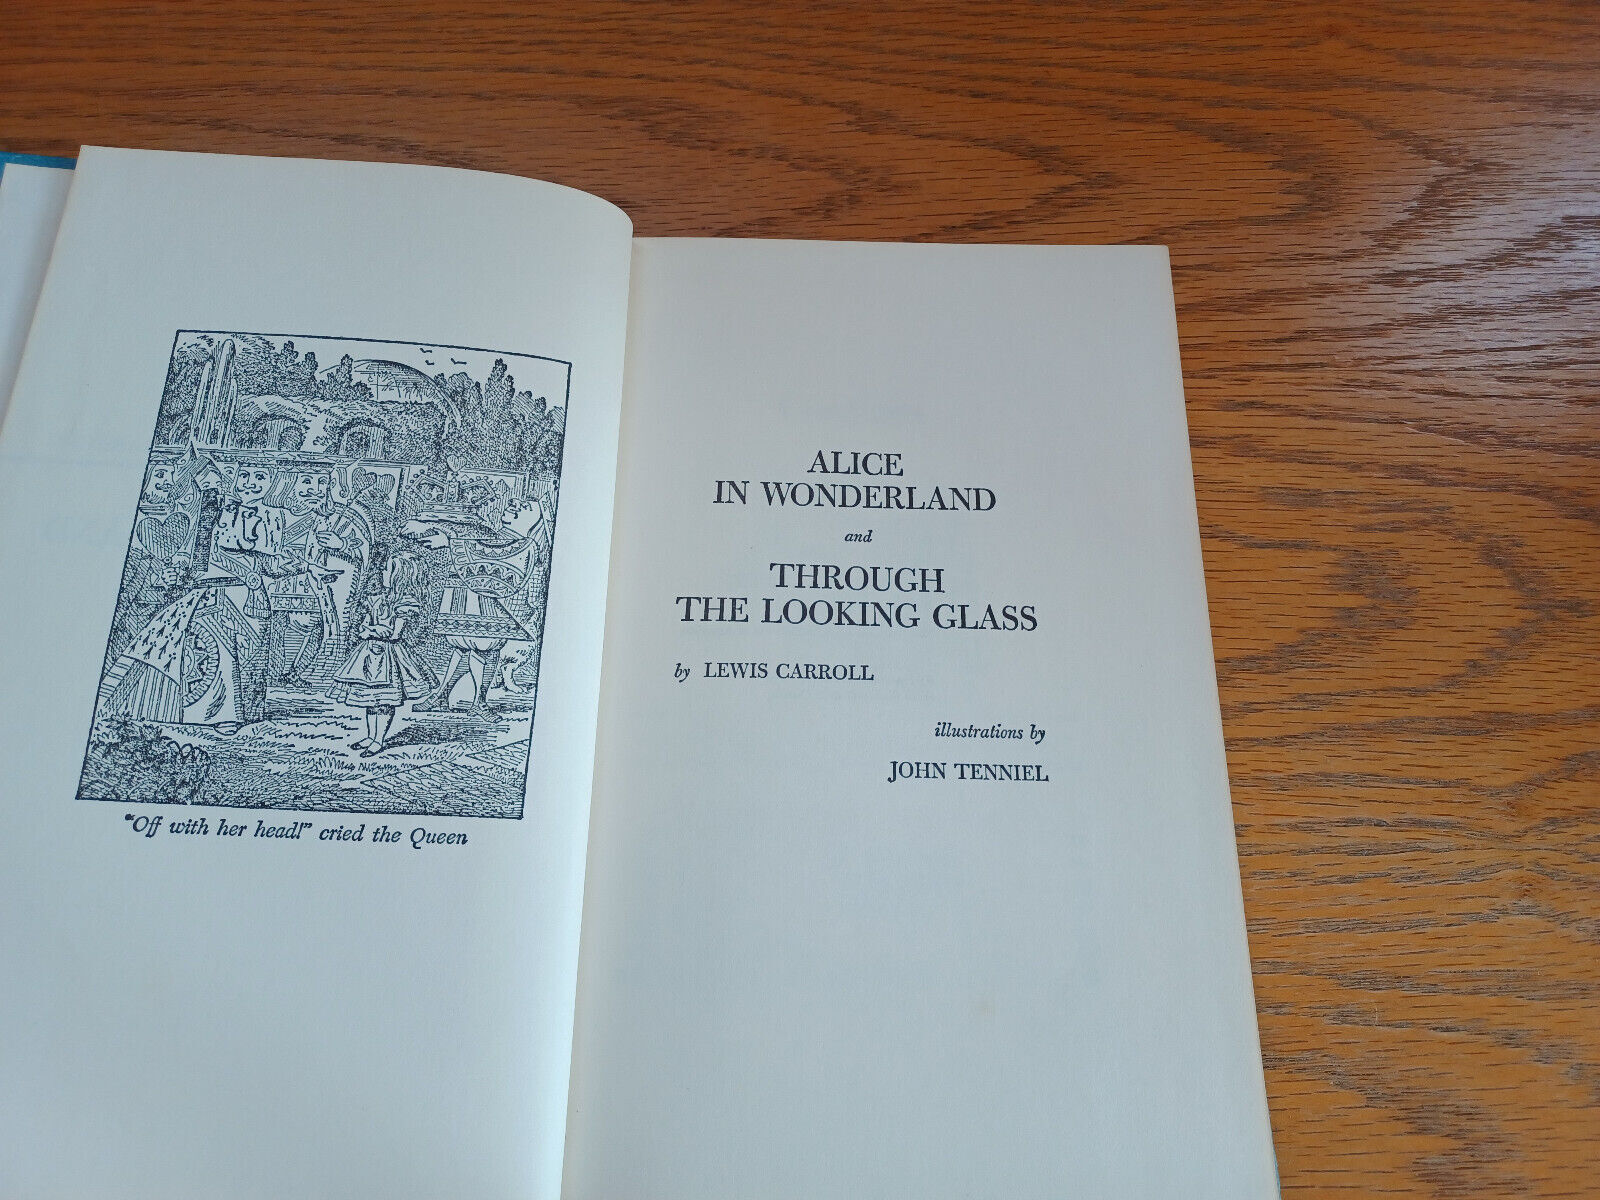 "Off with her head!" cried the Queen
ALICE
IN WONDERLAND
and
THROUGH
THE LOOKING GLASS
by LEWIS CARROLL
illustrations by
JOHN TENNIEL